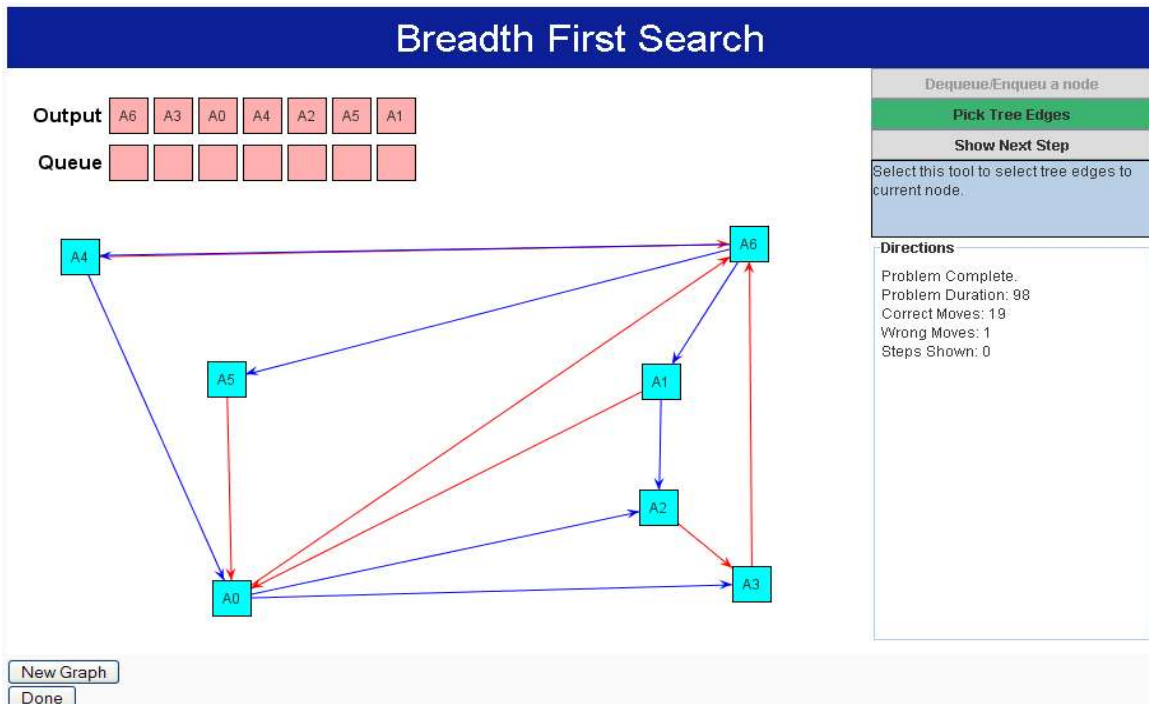 Breadth First Search
Output A6 A3 A0 A4 A2 A5 A1
Queue
Dequeue/Enqueu a node
Pick Tree Edges
Show Next Step
Select this tool to select tree edges to
current node.
Directions
Problem Complete.
Problem Duration: 98
Correct Moves: 19
Wrong Moves: 1
Steps Shown: 0
A4
A6
A5
A1
A2
A0
A3
New Graph
Done